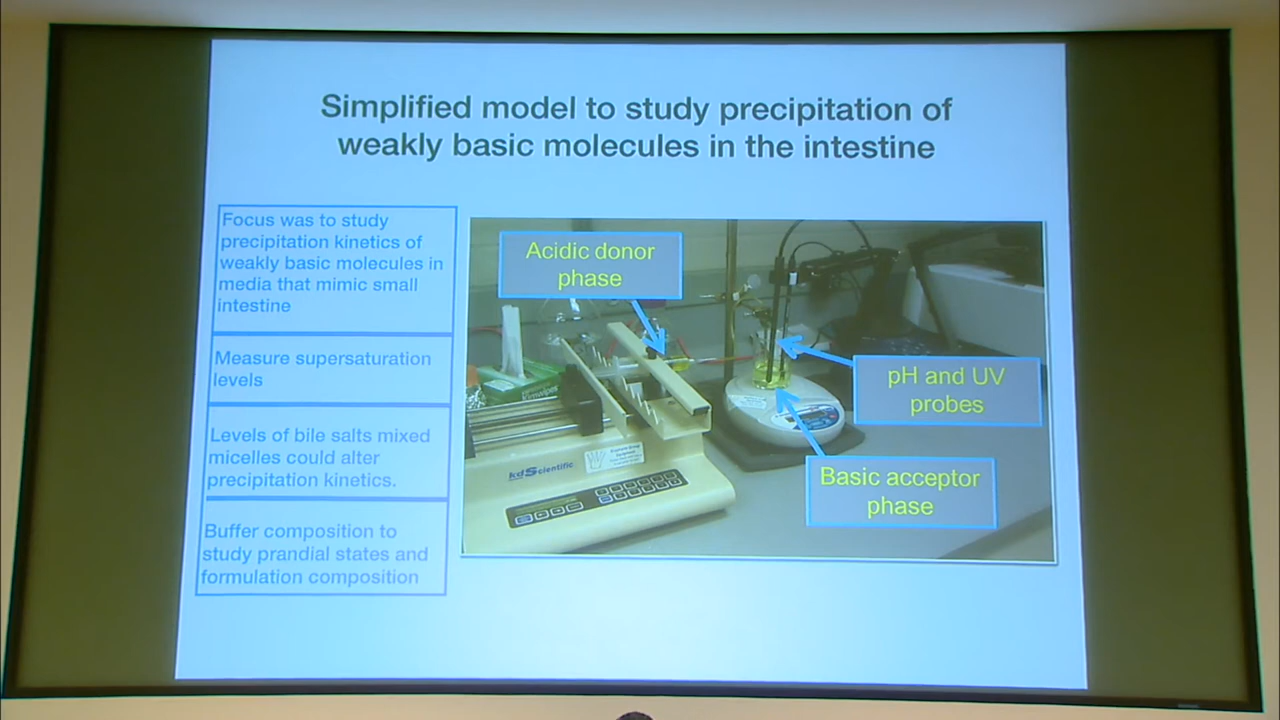 Simplified model to study precipitation of
weakly basic molecules in the intestine
Focus was to study
precipitation kinetics of
weakly basic molecules in
media that mimic small
intestine
Measure supersaturation
levels
Levels of bile salts mixed
micelles could alter
precipitation kinetics.
Buffer composition to
study prandial states and
formulation composition
Acidic donor
phase
pH and UV
probes
Basic acceptor
phase
kdScientific